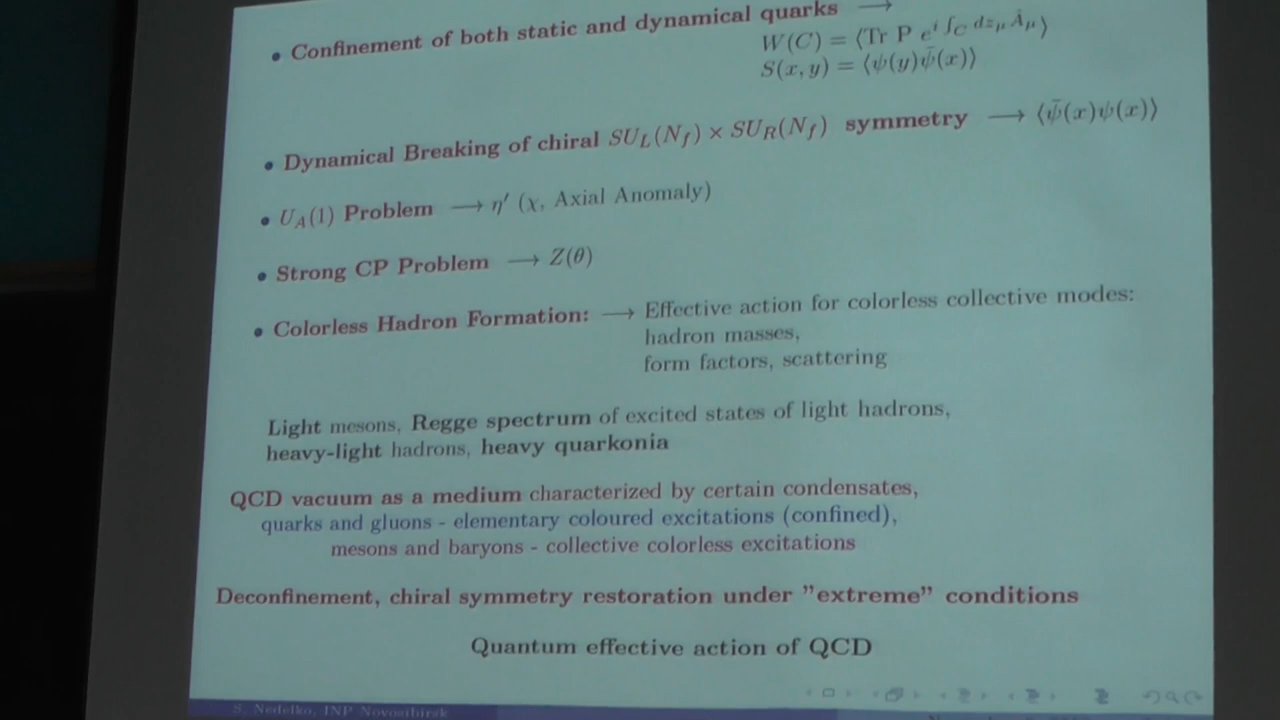 • Confinement of both static and dynamical quarks ⟶
W(C) = ⟨Tr P e^{i ∫_C dz_μ Â_μ}⟩
S(x, y) = ⟨ψ(y)ψ̄(x)⟩
• Dynamical Breaking of chiral SU_L(N_f) × SU_R(N_f) symmetry ⟶ ⟨ψ̄(x)ψ(x)⟩
• U_A(1) Problem ⟶ η′ (χ, Axial Anomaly)
• Strong CP Problem ⟶ Z(θ)
• Colorless Hadron Formation: ⟶ Effective action for colorless collective modes:
hadron masses,
form factors, scattering
Light mesons, Regge spectrum of excited states of light hadrons,
heavy-light hadrons, heavy quarkonia
QCD vacuum as a medium characterized by certain condensates,
quarks and gluons - elementary coloured excitations (confined),
mesons and baryons - collective colorless excitations
Deconfinement, chiral symmetry restoration under ”extreme” conditions
Quantum effective action of QCD
S. Nedelko, INP Novosibirsk